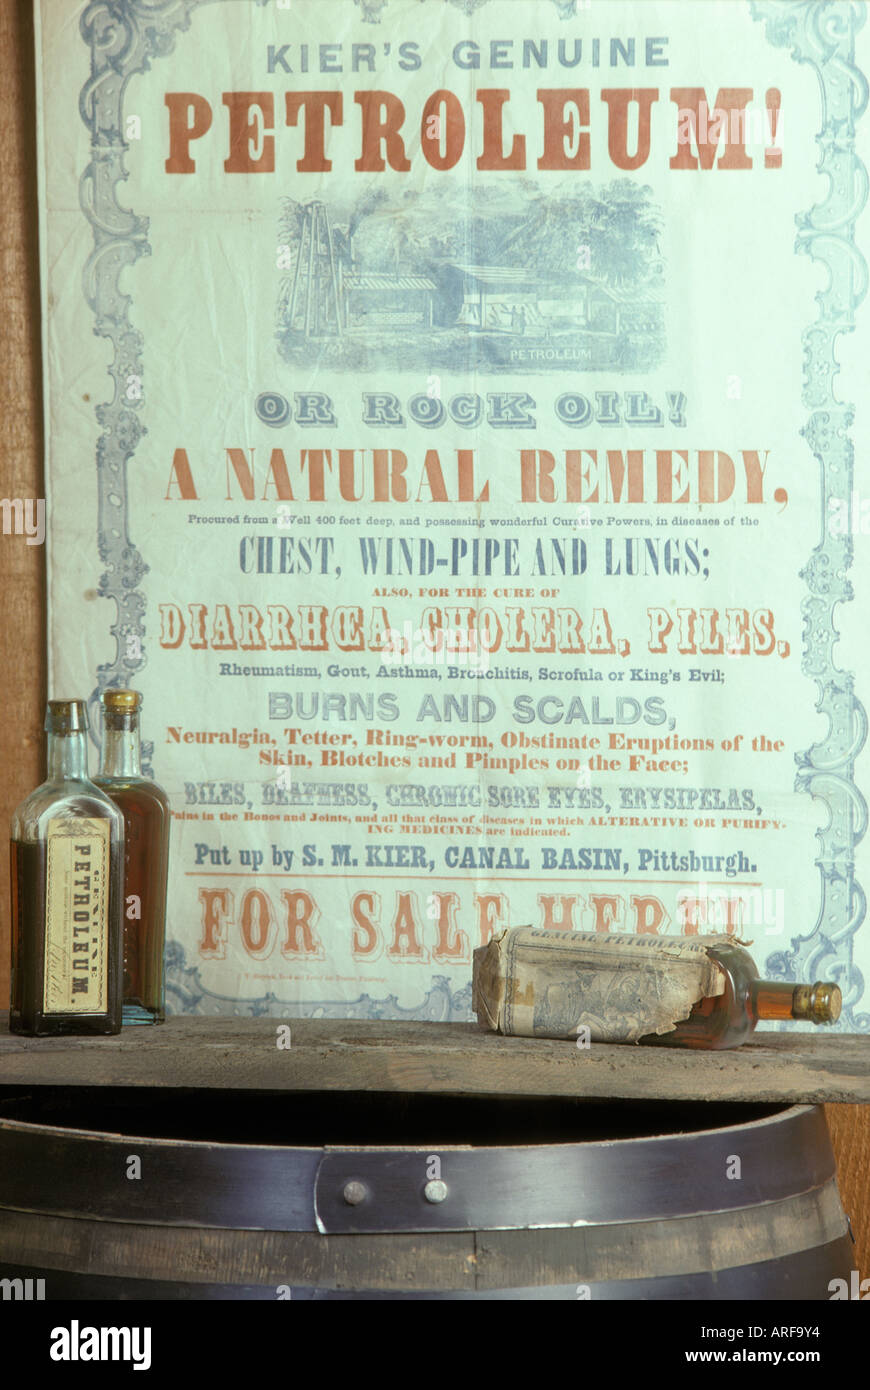 KIER'S GENUINE
PETROLEUM!
PETROLEUM
OR ROCK OIL!
A NATURAL REMEDY,
Procured from a Well 400 feet deep, and possessing wonderful Curative Powers, in diseases of the
CHEST, WIND-PIPE AND LUNGS;
ALSO, FOR THE CURE OF
DIARRHŒA, CHOLERA, PILES,
Rheumatism, Gout, Asthma, Bronchitis, Scrofula or King's Evil;
BURNS AND SCALDS,
Neuralgia, Tetter, Ring-worm, Obstinate Eruptions of the
Skin, Blotches and Pimples on the Face;
BILES, DEAFNESS, CHRONIC SORE EYES, ERYSIPELAS,
Pains in the Bones and Joints, and all that class of diseases in which ALTERATIVE OR PURIFY-
ING MEDICINES are indicated.
Put up by S. M. KIER, CANAL BASIN, Pittsburgh.
FOR SALE HERE!
GENUINE
PETROLEUM.
GENUINE PETROLEUM
a
alamy
alamy
Image ID: ARF9Y4
www.alamy.com